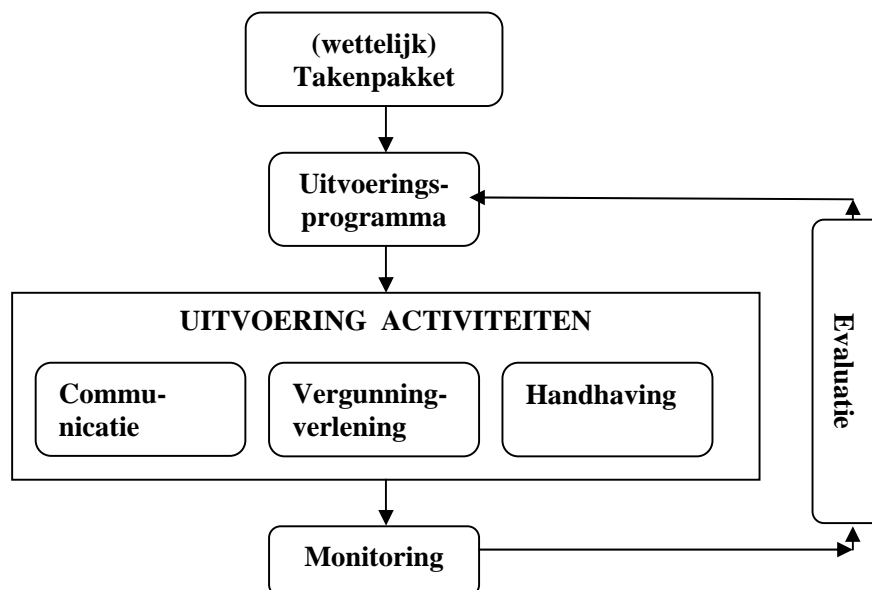 (wettelijk)
Takenpakket
Uitvoerings-
programma
UITVOERING ACTIVITEITEN
Commu-
nicatie
Vergunning-
verlening
Handhaving
Evaluatie
Monitoring